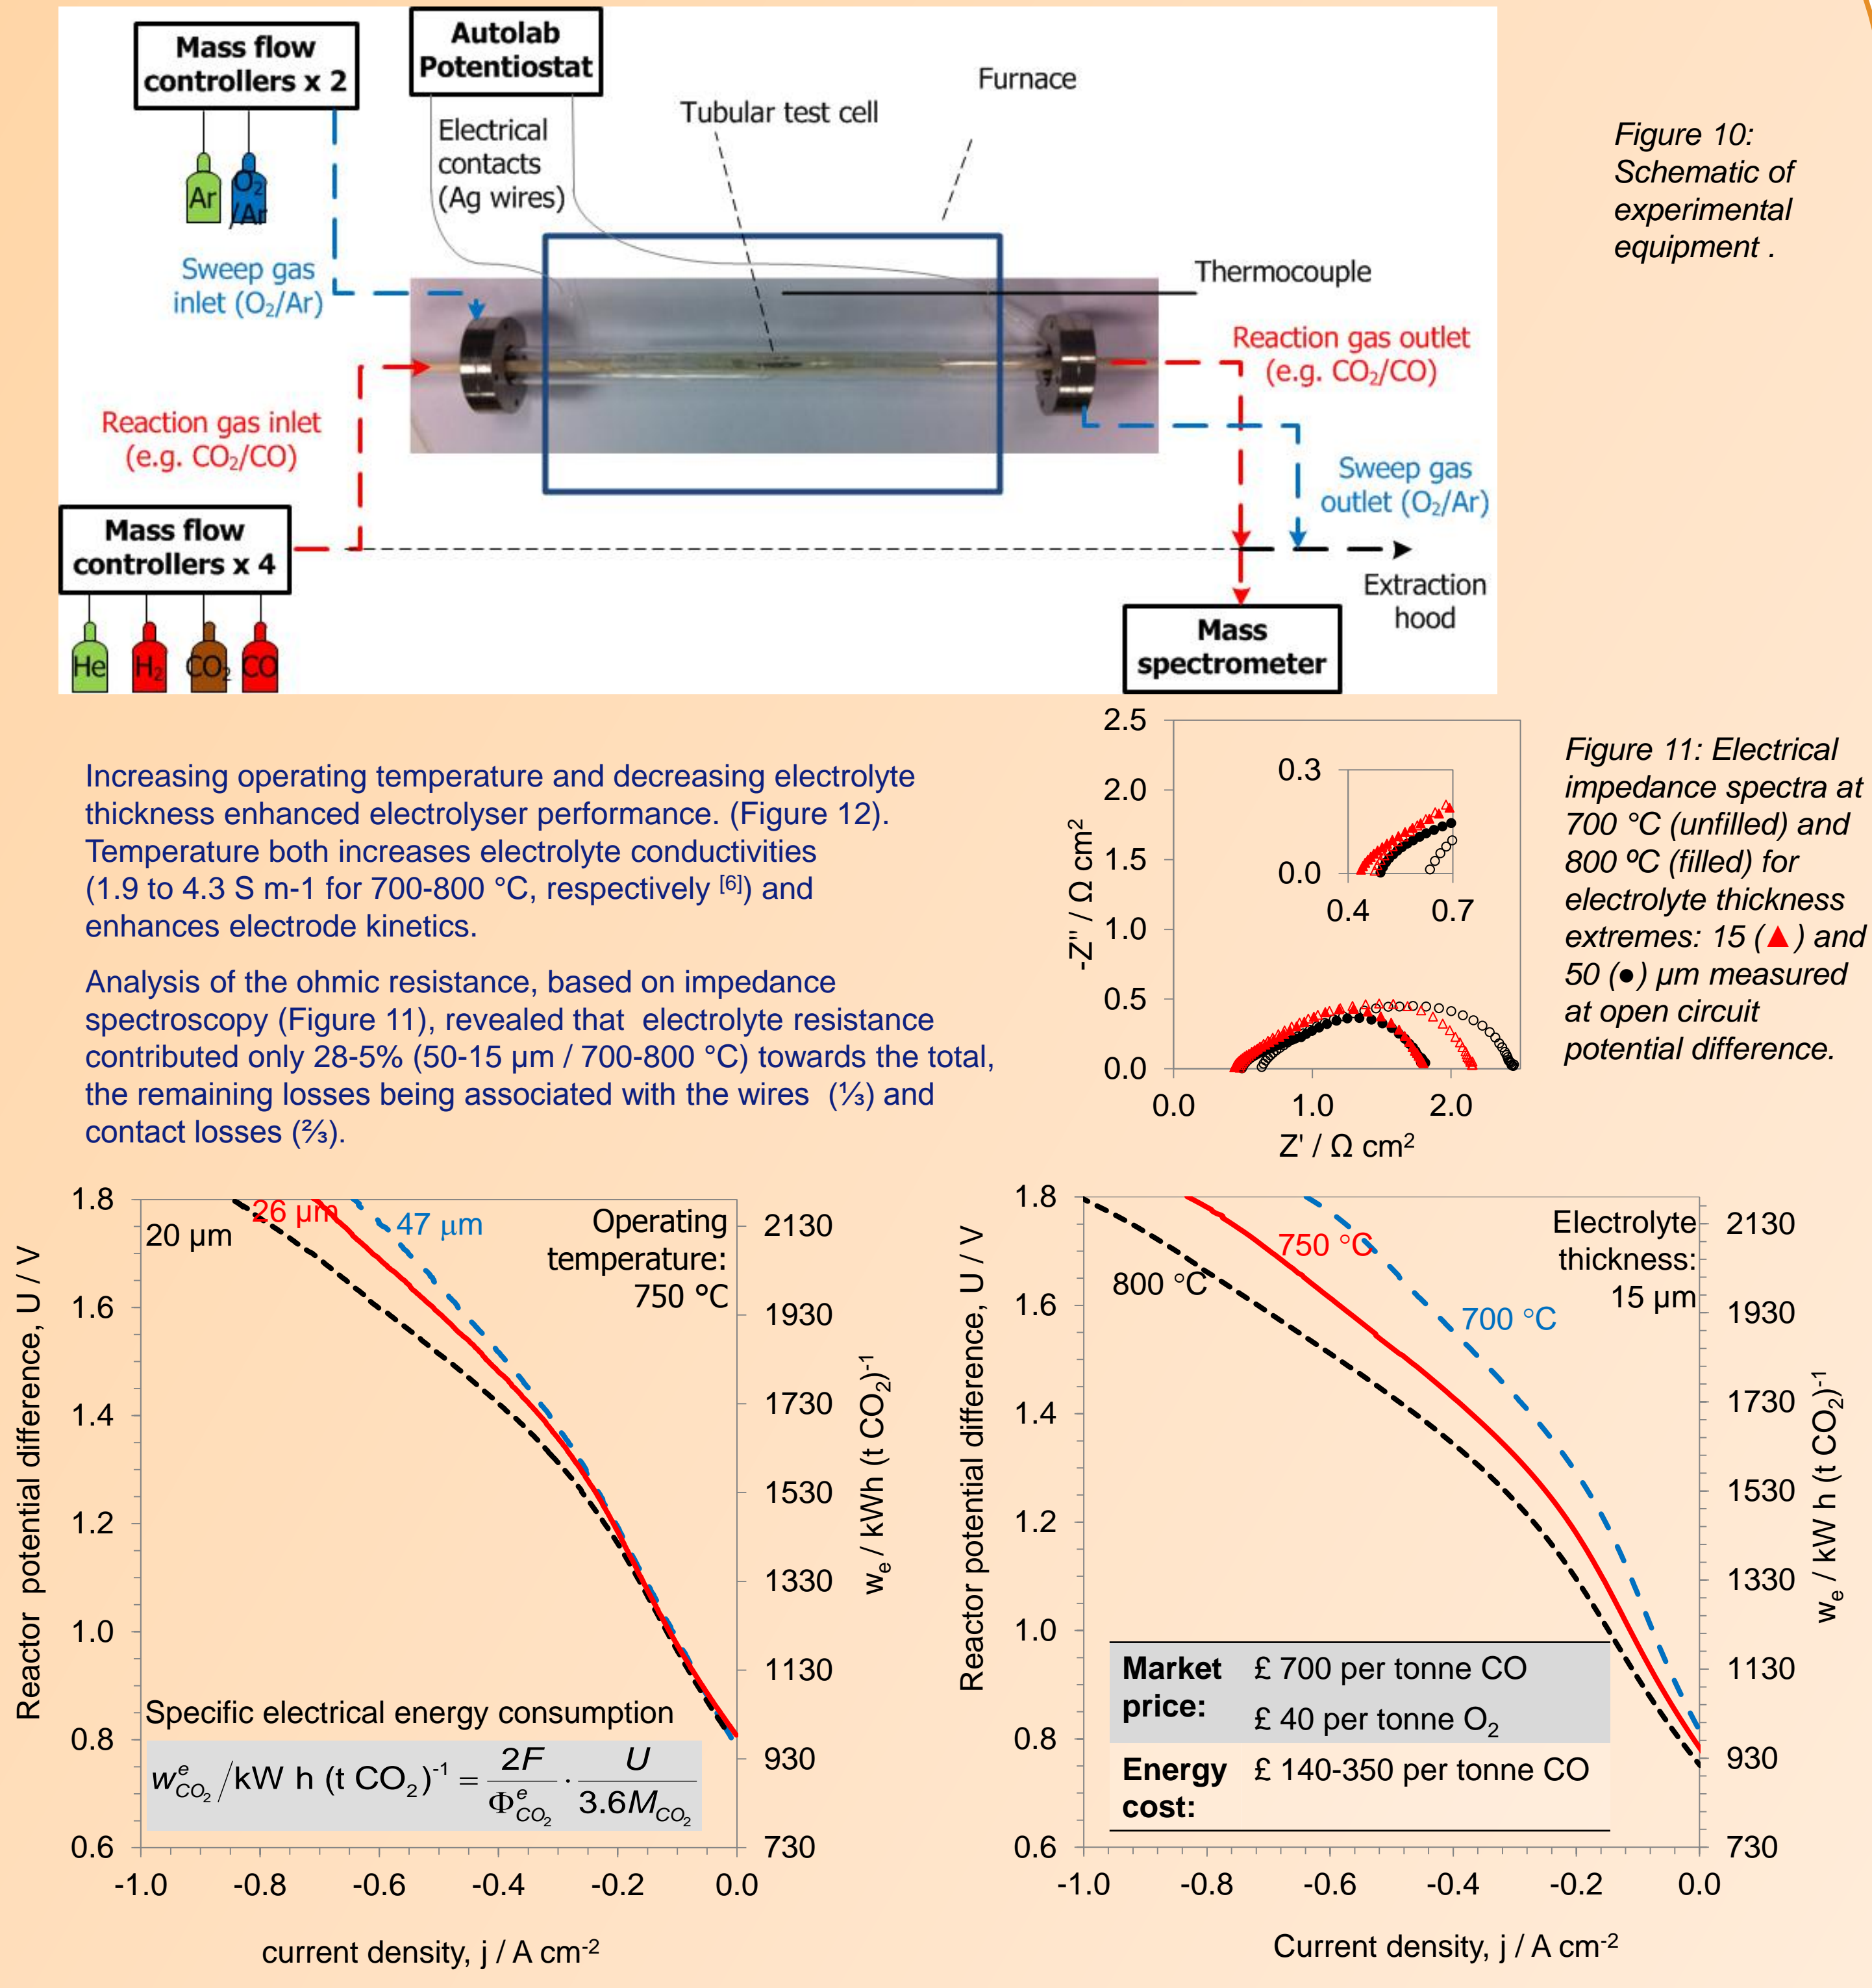 Mass flow
controllers x 2
Autolab
Potentiostat
Furnace
Tubular test cell
Electrical
contacts
(Ag wires)
Ar
O2
/Ar
Sweep gas
inlet (O2/Ar)
Thermocouple
Reaction gas outlet
(e.g. CO2/CO)
Reaction gas inlet
(e.g. CO2/CO)
Sweep gas
outlet (O2/Ar)
Mass flow
controllers x 4
Extraction
hood
He
H2
CO2
CO
Mass
spectrometer
Figure 10:
Schematic of
experimental
equipment .
Increasing operating temperature and decreasing electrolyte
thickness enhanced electrolyser performance. (Figure 12).
Temperature both increases electrolyte conductivities
(1.9 to 4.3 S m-1 for 700-800 °C, respectively [6]) and
enhances electrode kinetics.
Analysis of the ohmic resistance, based on impedance
spectroscopy (Figure 11), revealed that electrolyte resistance
contributed only 28-5% (50-15 µm / 700-800 °C) towards the total,
the remaining losses being associated with the wires (⅓) and
contact losses (⅔).
2.5
2.0
1.5
1.0
0.5
0.0
-Z'' / Ω cm2
0.3
0.0
0.4
0.7
0.0
1.0
2.0
Z' / Ω cm2
Figure 11: Electrical
impedance spectra at
700 °C (unfilled) and
800 ºC (filled) for
electrolyte thickness
extremes: 15 (▲) and
50 (●) µm measured
at open circuit
potential difference.
1.8
1.6
1.4
1.2
1.0
0.8
0.6
Reactor potential difference, U / V
20 µm
26 µm
47 µm
Operating
temperature:
750 °C
2130
1930
1730
1530
1330
1130
930
730
we / kWh (t CO2)-1
Specific electrical energy consumption
w^e_CO2 /kW h (t CO2)-1 = 2F / Φ^e_CO2 · U / 3.6M_CO2
-1.0
-0.8
-0.6
-0.4
-0.2
0.0
current density, j / A cm-2
1.8
1.6
1.4
1.2
1.0
0.8
0.6
Reactor potential difference, U / V
800 °C
750 °C
700 °C
Electrolyte
thickness:
15 µm
2130
1930
1730
1530
1330
1130
930
730
we / kW h (t CO2)-1
Market £ 700 per tonne CO
price:
£ 40 per tonne O2
Energy £ 140-350 per tonne CO
cost:
-1.0
-0.8
-0.6
-0.4
-0.2
0.0
Current density, j / A cm-2